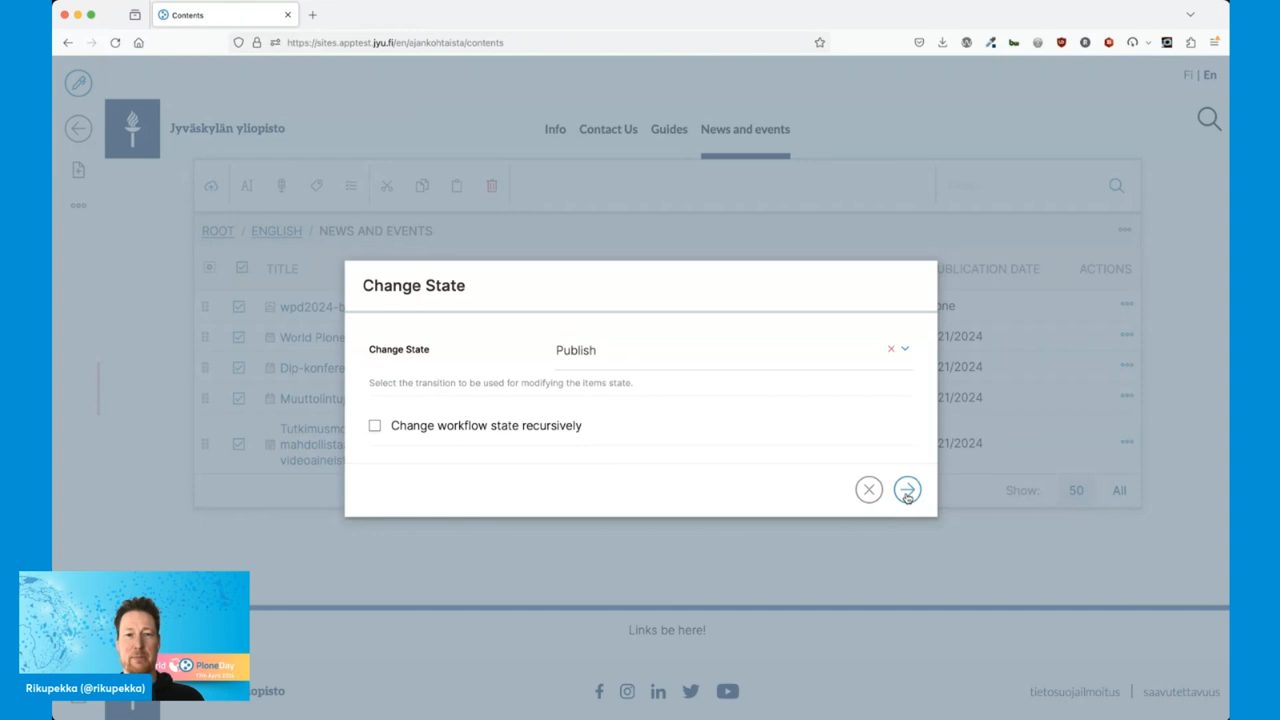 Contents
https://sites.apptest.jyu.fi/en/ajankohtaista/contents
Fi | En
Jyväskylän yliopisto
Info
Contact Us
Guides
News and events
ROOT / ENGLISH / NEWS AND EVENTS
TITLE
UBLICATION DATE
ACTIONS
wpd2024-b
one
World Plone
21/2024
Dip-konfere
21/2024
Muuttolintu
21/2024
Tutkimusmo
mahdollista
videoaineist
21/2024
Show:
50
All
Change State
Change State
Publish
Select the transition to be used for modifying the items state.
Change workflow state recursively
Links be here!
tietosuojailmoitus | saavutettavuus
PloneDay
Rikupekka (@rikupekka)